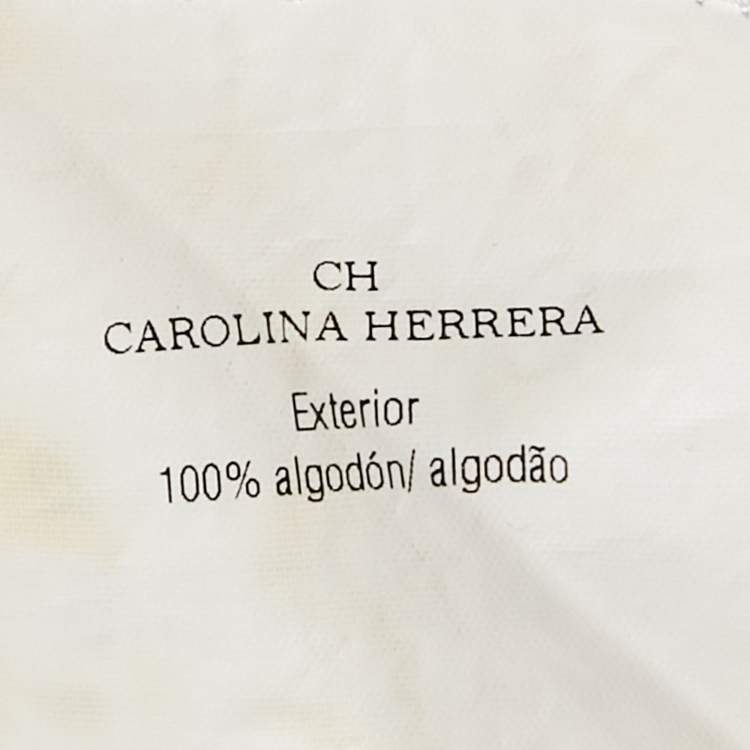 CH
CAROLINA HERRERA
Exterior
100% algodón/ algodão